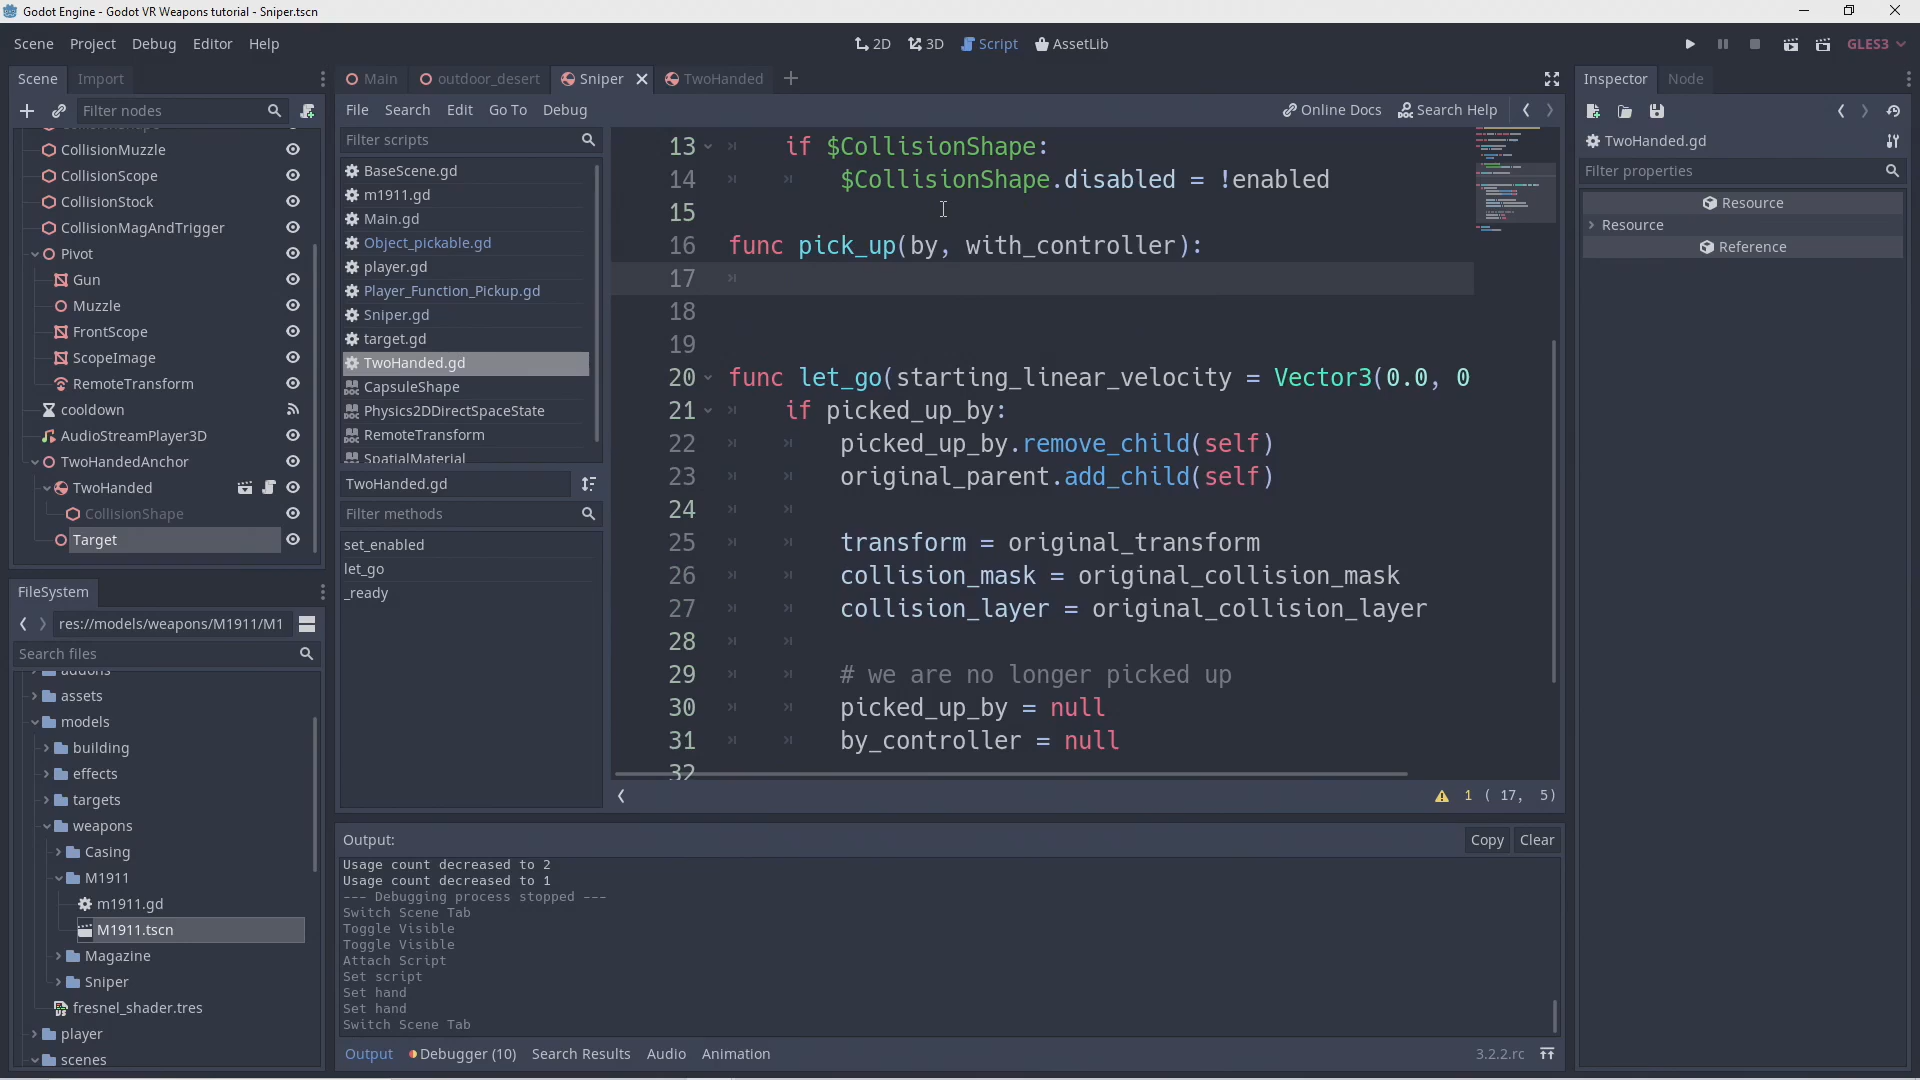 Godot Engine - Godot VR Weapons tutorial - Sniper.tscn
Scene Project Debug Editor Help
2D 3D Script AssetLib
GLES3
Scene Import
Filter nodes
CollisionMuzzle
CollisionScope
CollisionStock
CollisionMagAndTrigger
Pivot
Gun
Muzzle
FrontScope
ScopeImage
RemoteTransform
cooldown
AudioStreamPlayer3D
TwoHandedAnchor
TwoHanded
CollisionShape
Target
FileSystem
res://models/weapons/M1911/M1
Search files
addons
assets
models
building
effects
targets
weapons
Casing
M1911
m1911.gd
M1911.tscn
Magazine
Sniper
fresnel_shader.tres
player
scenes
Main outdoor_desert Sniper TwoHanded
File Search Edit Go To Debug
Online Docs Search Help
Filter scripts
BaseScene.gd
m1911.gd
Main.gd
Object_pickable.gd
player.gd
Player_Function_Pickup.gd
Sniper.gd
target.gd
TwoHanded.gd
CapsuleShape
Physics2DDirectSpaceState
RemoteTransform
SpatialMaterial
TwoHanded.gd
Filter methods
set_enabled
let_go
_ready
13 if $CollisionShape:
14 $CollisionShape.disabled = !enabled
15
16 func pick_up(by, with_controller):
17
18
19
20 func let_go(starting_linear_velocity = Vector3(0.0, 0
21 if picked_up_by:
22 picked_up_by.remove_child(self)
23 original_parent.add_child(self)
24
25 transform = original_transform
26 collision_mask = original_collision_mask
27 collision_layer = original_collision_layer
28
29 # we are no longer picked up
30 picked_up_by = null
31 by_controller = null
32
1 ( 17, 5)
Output:
Copy Clear
Usage count decreased to 2
Usage count decreased to 1
--- Debugging process stopped ---
Switch Scene Tab
Toggle Visible
Toggle Visible
Attach Script
Set script
Set hand
Set hand
Switch Scene Tab
Output Debugger (10) Search Results Audio Animation
3.2.2.rc
Inspector Node
TwoHanded.gd
Filter properties
Resource
Resource
Reference